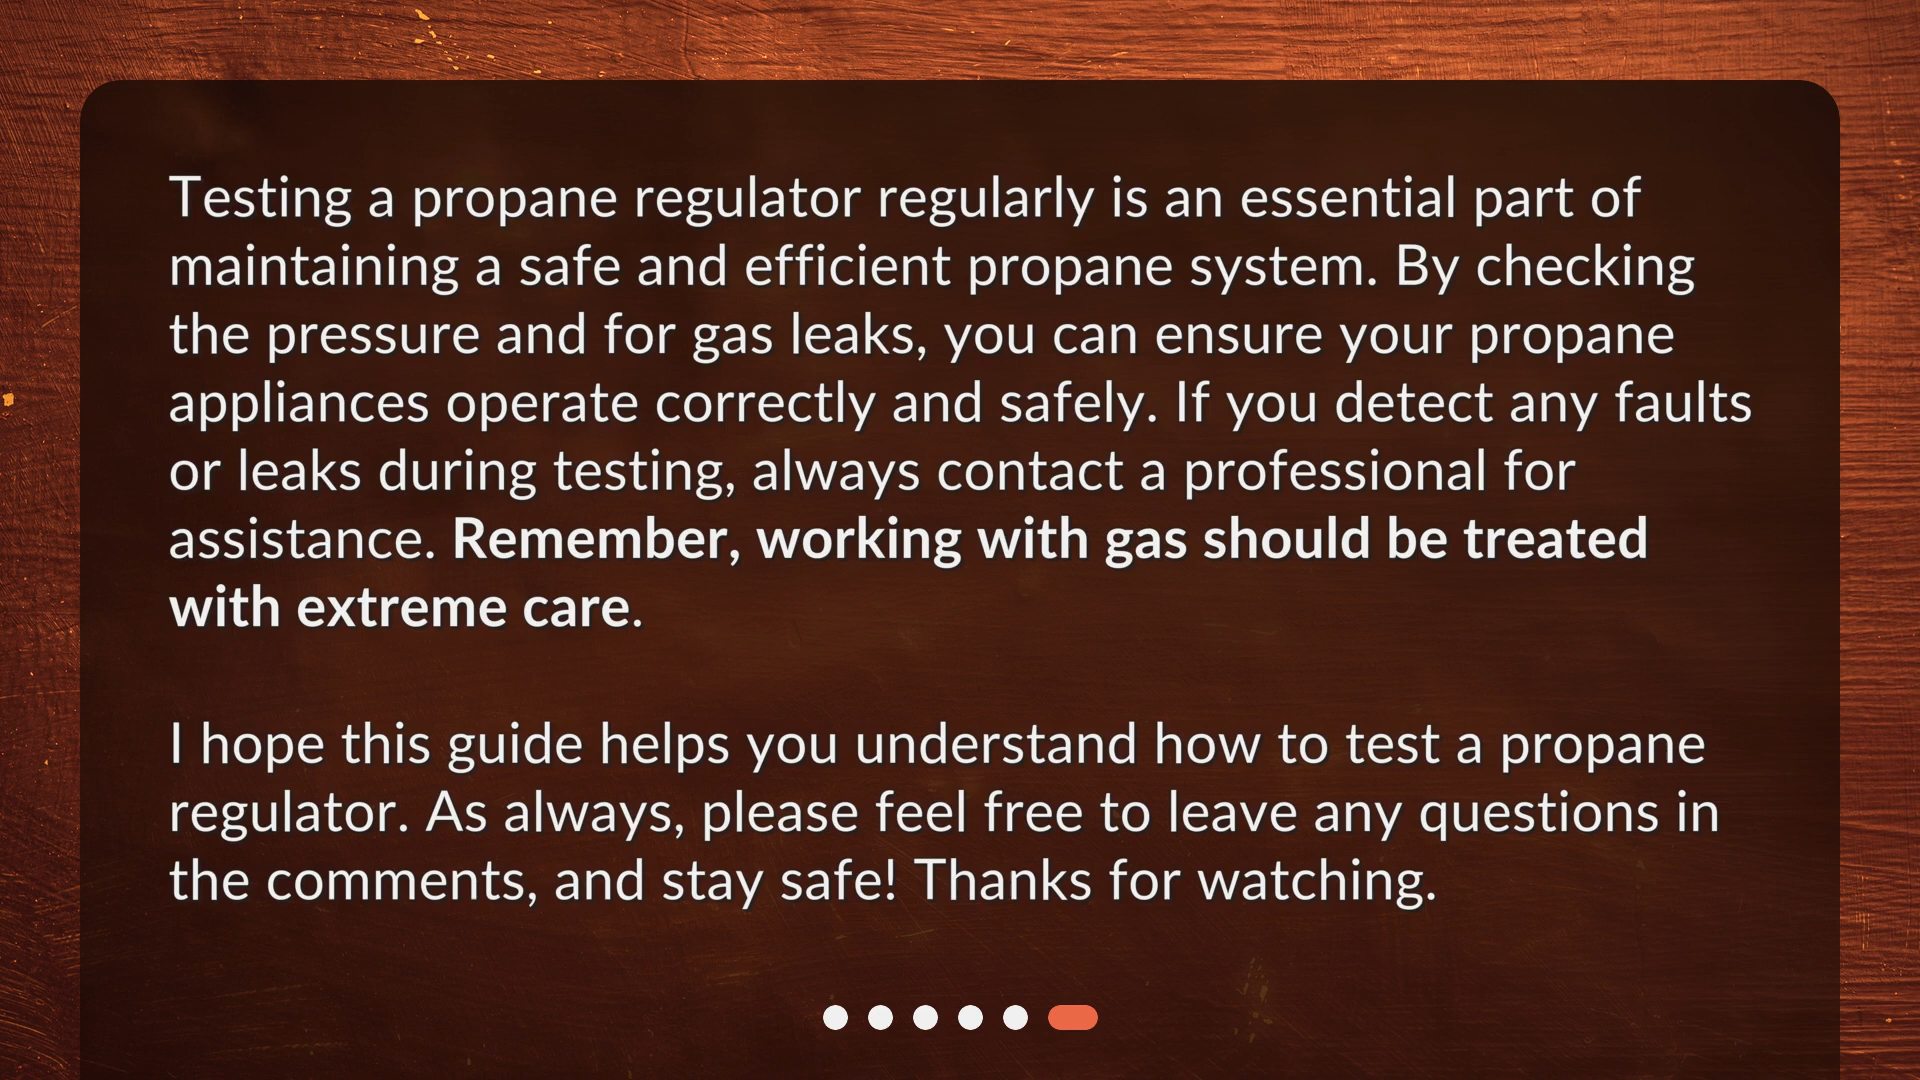 Testing a propane regulator regularly is an essential part of
maintaining a safe and efficient propane system. By checking
the pressure and for gas leaks, you can ensure your propane
appliances operate correctly and safely. If you detect any faults
or leaks during testing, always contact a professional for
assistance. Remember, working with gas should be treated
with extreme care.
I hope this guide helps you understand how to test a propane
regulator. As always, please feel free to leave any questions in
the comments, and stay safe! Thanks for watching.